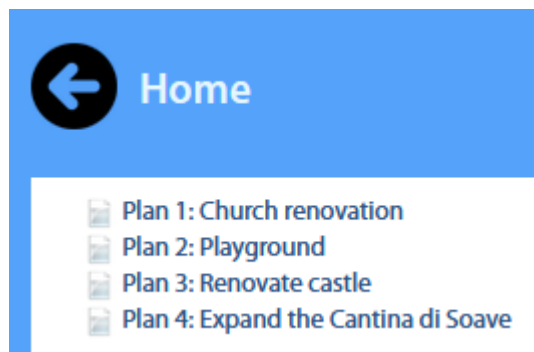 Home
Plan 1: Church renovation
Plan 2: Playground
Plan 3: Renovate castle
Plan 4: Expand the Cantina di Soave